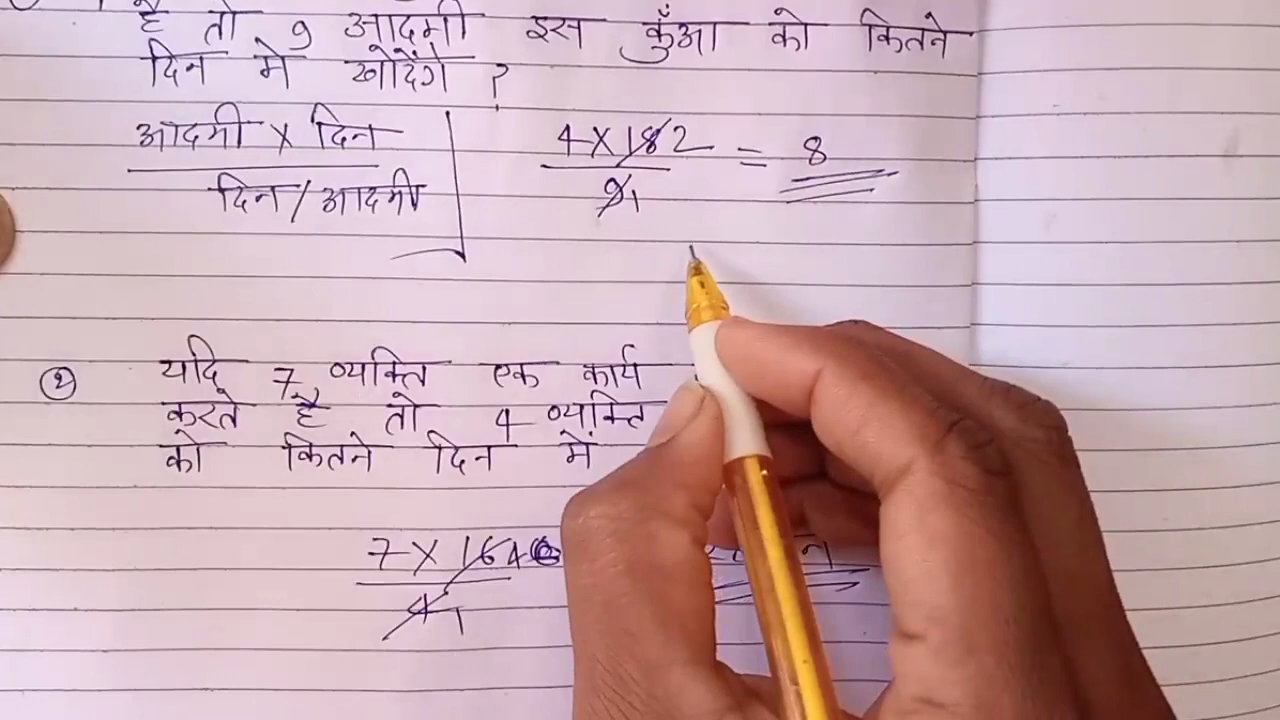 है तो 9 आदमी इस कुँआ को कितने
दिन मे खोदेंगे ?
आदमी X दिन
दिन / आदमी
4 X 18 2 = 8
9 1
② यदि 7 व्यक्ति एक कार्य
करते है तो 4 व्यक्ति
को कितने दिन में
7 X 16 4
4 1